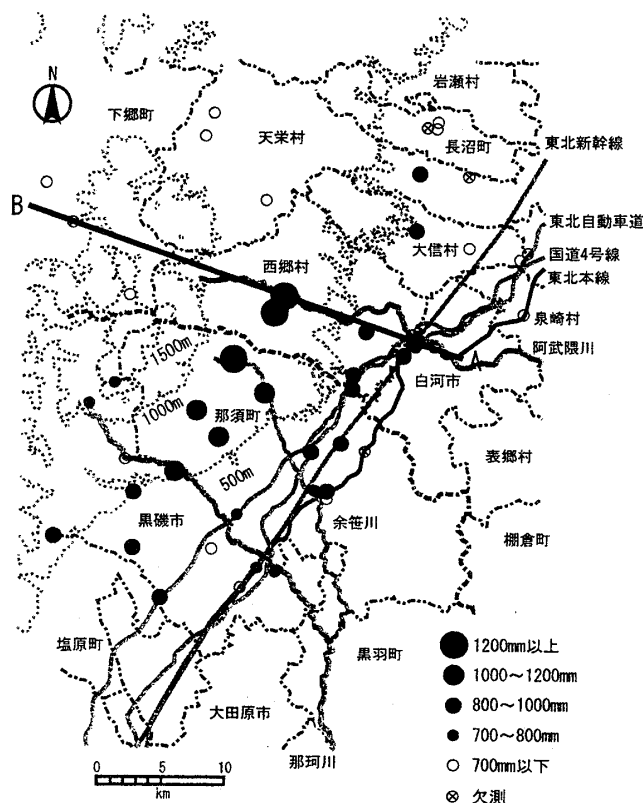 N
岩瀬村
下郷町
天栄村
長沼町
東北新幹線
B
東北自動車道
大信村
国道4号線
西郷村
東北本線
泉崎村
阿武隈川
A
1500m
白河市
1000m
那須町
表郷村
500m
黒磯市
余笹川
棚倉町
塩原町
黒羽町
大田原市
那珂川
1200mm以上
1000～1200mm
800～1000mm
700～800mm
700mm以下
欠測
0 5 10
km